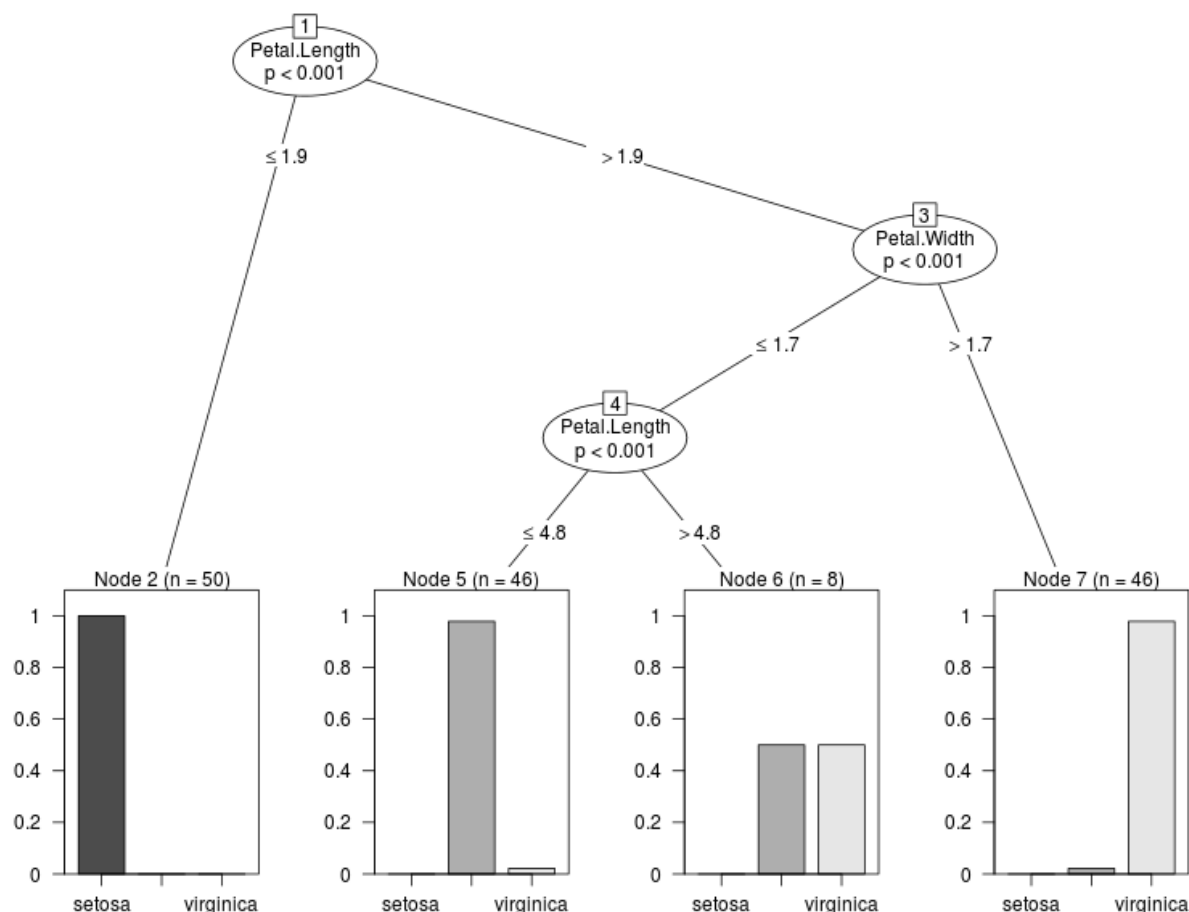 1
Petal.Length
p < 0.001
≤ 1.9
> 1.9
3
Petal.Width
p < 0.001
≤ 1.7
> 1.7
4
Petal.Length
p < 0.001
≤ 4.8
> 4.8
Node 2 (n = 50)
1
0.8
0.6
0.4
0.2
0
setosa
virginica
Node 5 (n = 46)
1
0.8
0.6
0.4
0.2
0
setosa
virginica
Node 6 (n = 8)
1
0.8
0.6
0.4
0.2
0
setosa
virginica
Node 7 (n = 46)
1
0.8
0.6
0.4
0.2
0
setosa
virginica